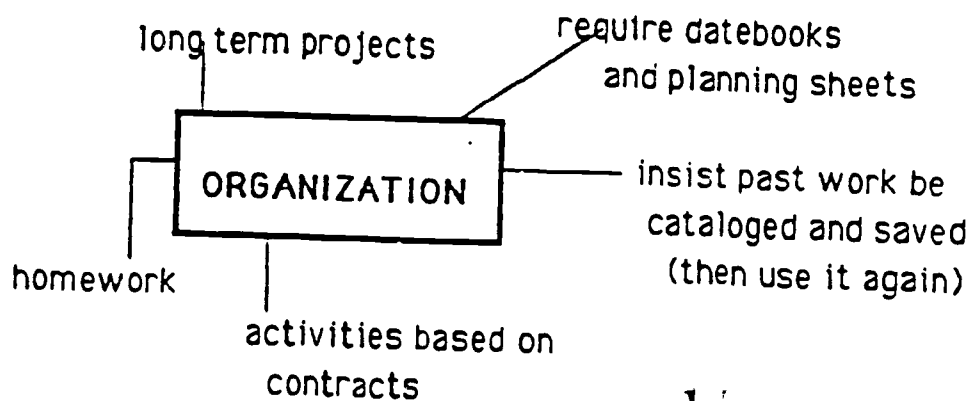 long term projects
require datebooks
and planning sheets
ORGANIZATION
insist past work be
cataloged and saved
(then use it again)
homework
activities based on
contracts